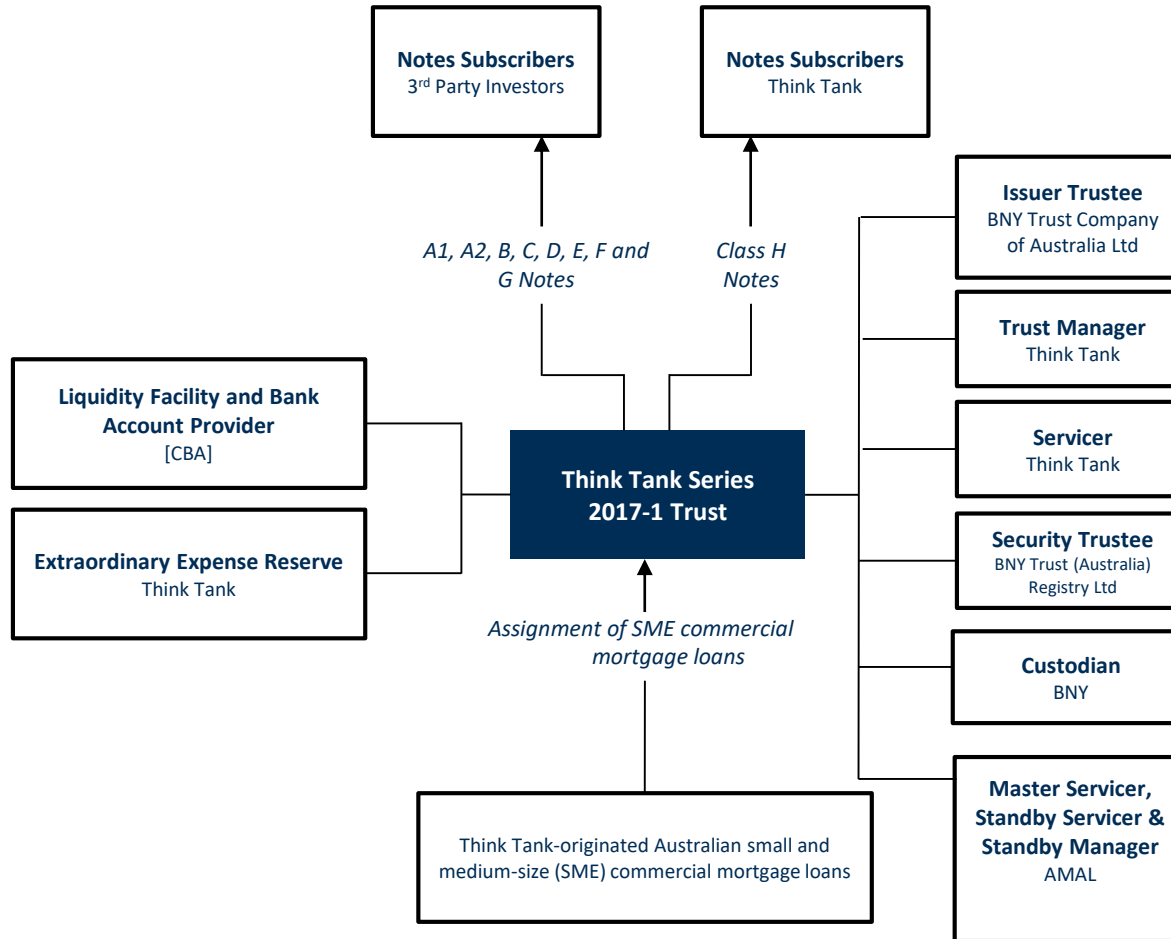 Notes Subscribers
3rd Party Investors
Notes Subscribers
Think Tank
A1, A2, B, C, D, E, F and
G Notes
Class H
Notes
Issuer Trustee
BNY Trust Company
of Australia Ltd
Trust Manager
Think Tank
Liquidity Facility and Bank
Account Provider
[CBA]
Servicer
Think Tank
Think Tank Series
2017-1 Trust
Extraordinary Expense Reserve
Think Tank
Security Trustee
BNY Trust (Australia)
Registry Ltd
Assignment of SME commercial
mortgage loans
Custodian
BNY
Master Servicer,
Standby Servicer &
Standby Manager
AMAL
Think Tank-originated Australian small and
medium-size (SME) commercial mortgage loans